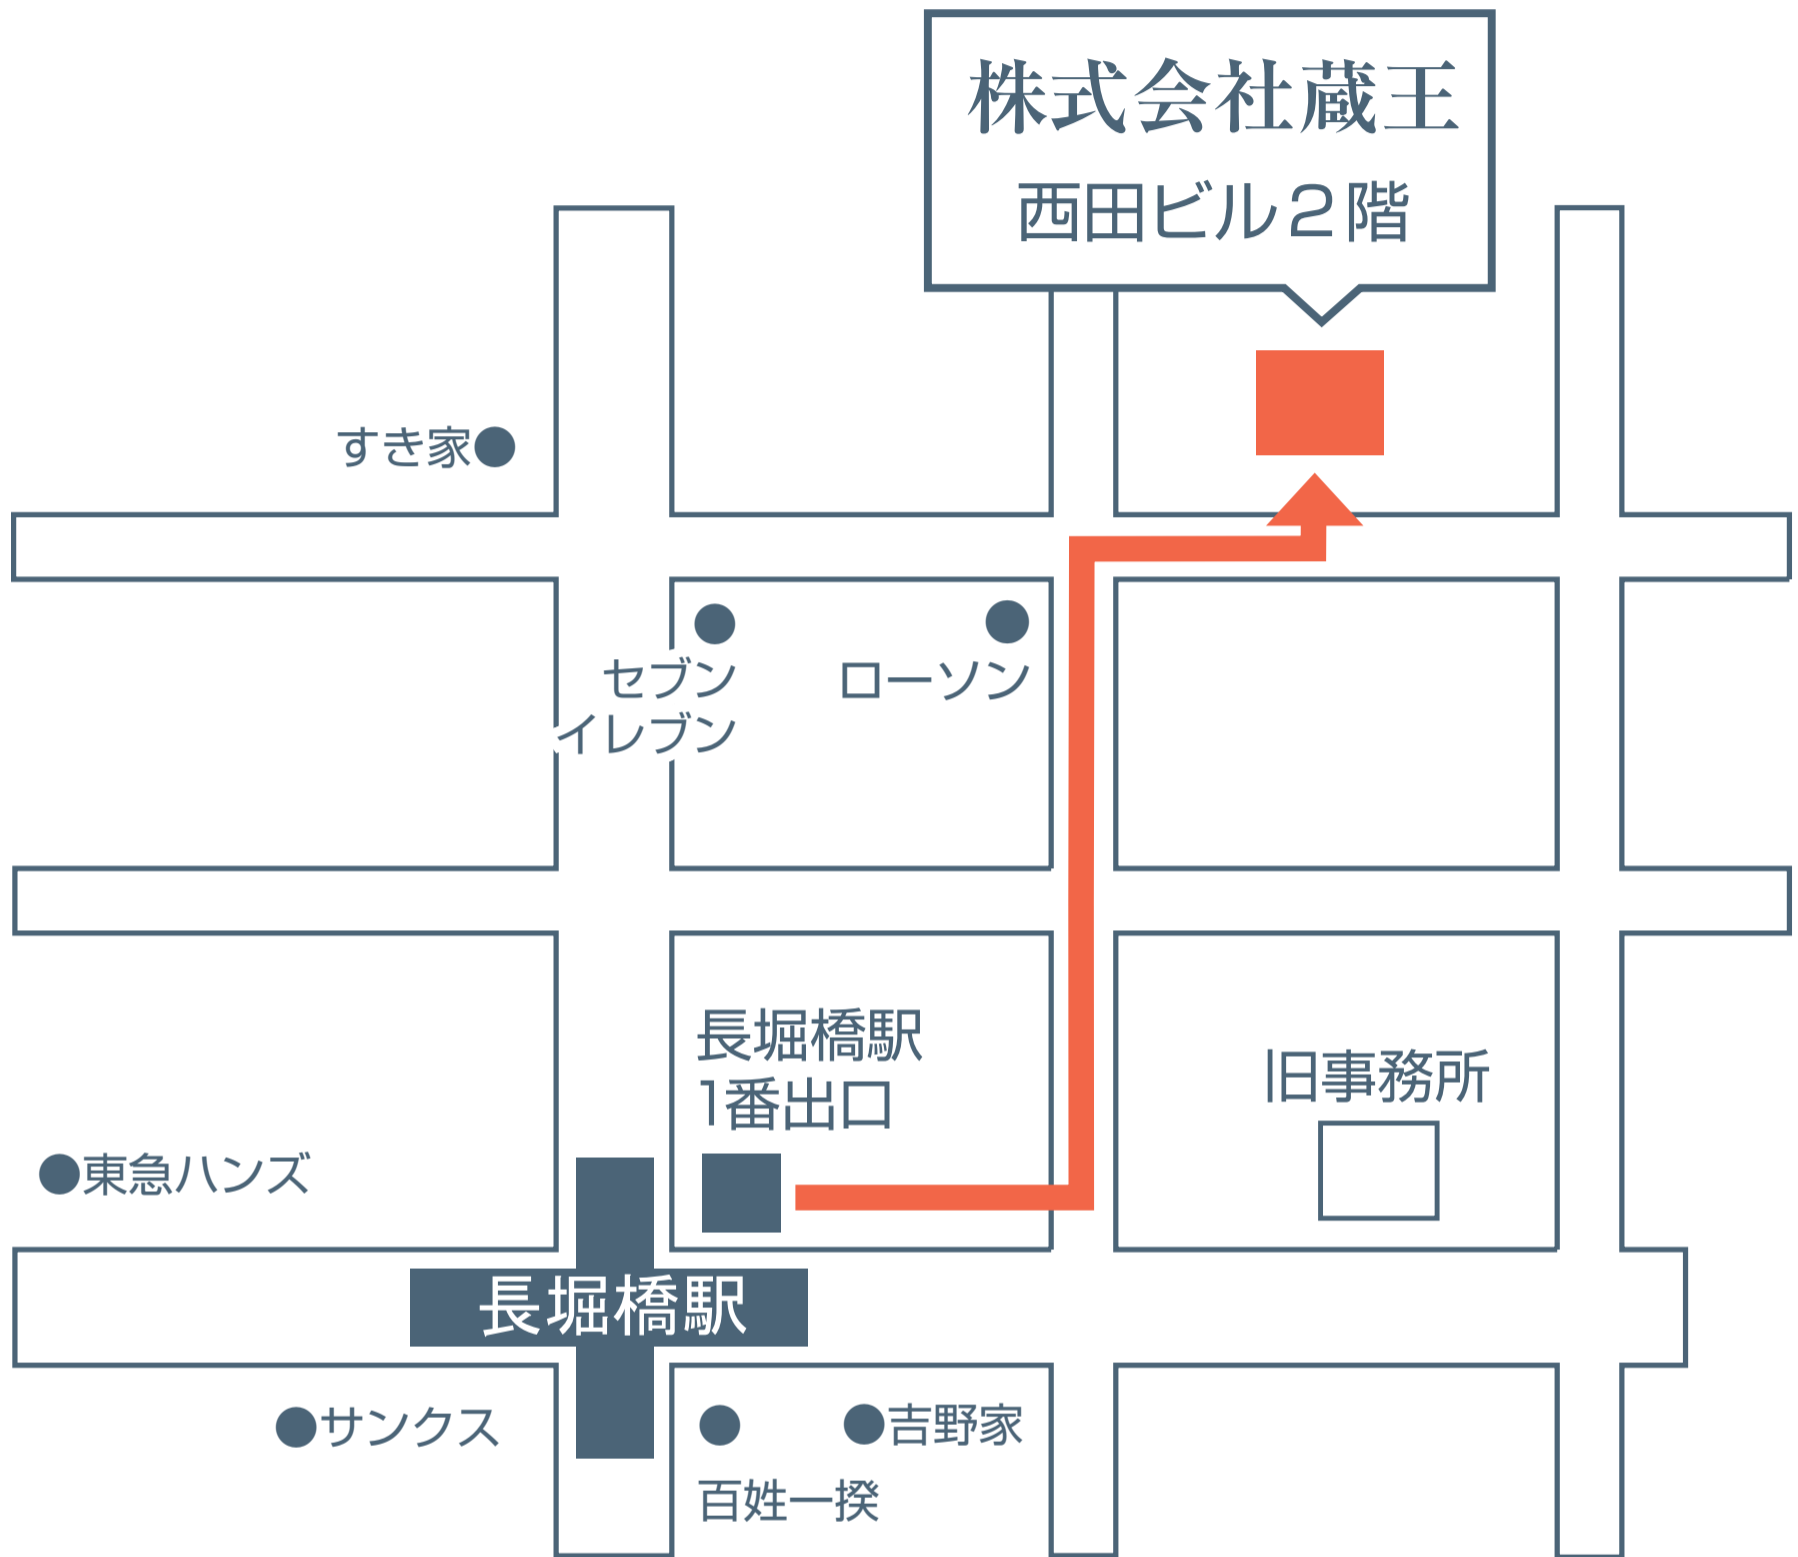 株式会社蔵王
西田ビル２階
すき家
セブン
イレブン
ローソン
長堀橋駅
1番出口
旧事務所
東急ハンズ
長堀橋駅
サンクス
吉野家
百姓一揆